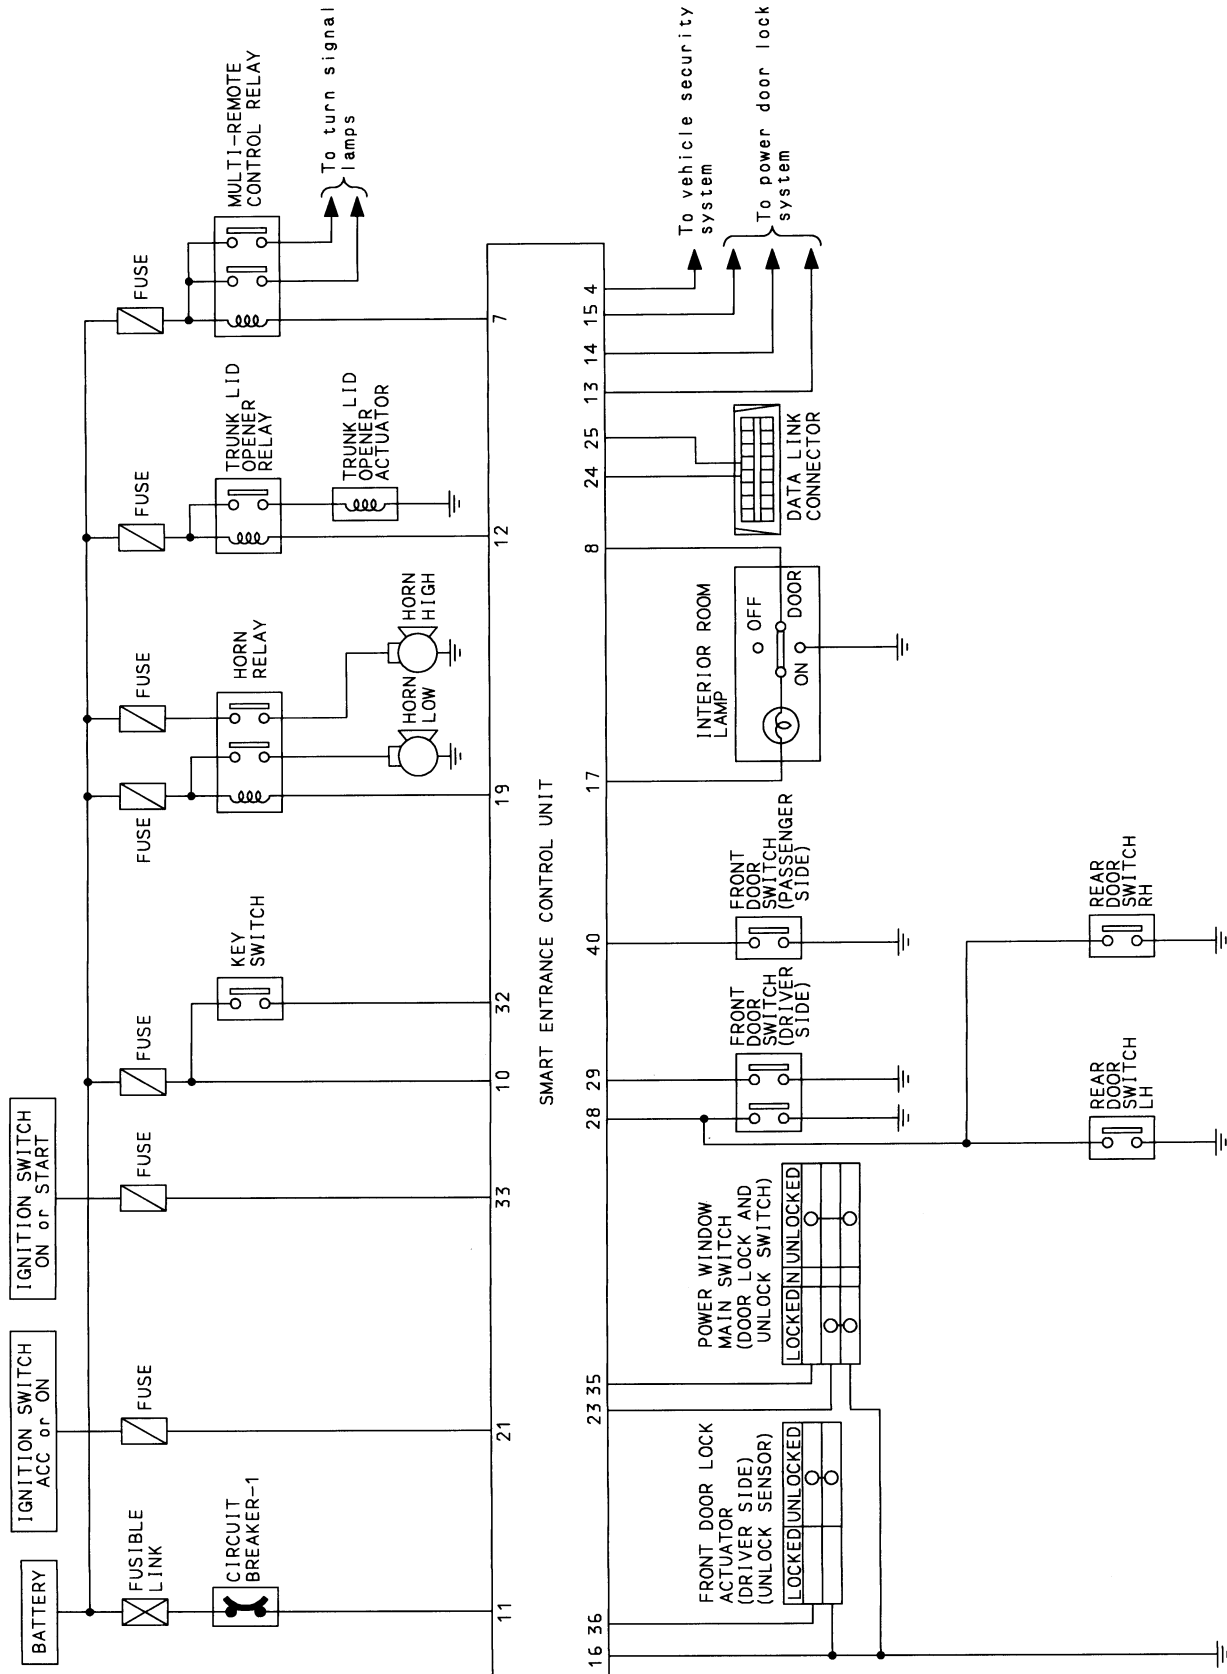 BATTERY
IGNITION SWITCH
ACC or ON
IGNITION SWITCH
ON or START
FUSIBLE
LINK
FUSE
FUSE
FUSE
FUSE
FUSE
FUSE
FUSE
CIRCUIT
BREAKER-1
KEY
SWITCH
HORN
RELAY
TRUNK LID
OPENER
RELAY
MULTI-REMOTE
CONTROL RELAY
HORN
LOW
HORN
HIGH
TRUNK LID
OPENER
ACTUATOR
To turn signal
lamps
11
21
33
10
32
19
12
7
SMART ENTRANCE CONTROL UNIT
16
36
23
35
28
29
40
17
8
24
25
13
14
15
4
FRONT DOOR LOCK
ACTUATOR
(DRIVER SIDE)
(UNLOCK SENSOR)
LOCKED
UNLOCKED
POWER WINDOW
MAIN SWITCH
(DOOR LOCK AND
UNLOCK SWITCH)
LOCKED
N
UNLOCKED
FRONT
DOOR
SWITCH
(DRIVER
SIDE)
FRONT
DOOR
SWITCH
(PASSENGER
SIDE)
INTERIOR ROOM
LAMP
OFF
DOOR
ON
DATA LINK
CONNECTOR
To vehicle security
system
To power door lock
system
REAR
DOOR
SWITCH
LH
REAR
DOOR
SWITCH
RH